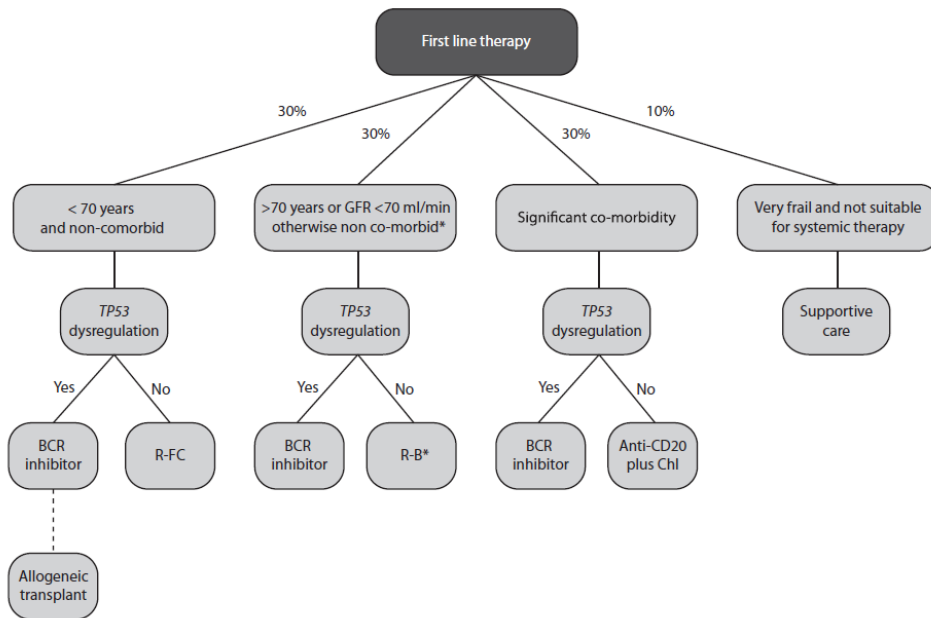 First line therapy
30%
30%
30%
10%
< 70 years
and non-comorbid
>70 years or GFR <70 ml/min
otherwise non co-morbid*
Significant co-morbidity
Very frail and not suitable
for systemic therapy
TP53
dysregulation
TP53
dysregulation
TP53
dysregulation
Supportive
care
Yes
No
Yes
No
Yes
No
BCR
inhibitor
R-FC
BCR
inhibitor
R-B*
BCR
inhibitor
Anti-CD20
plus Chl
Allogeneic
transplant